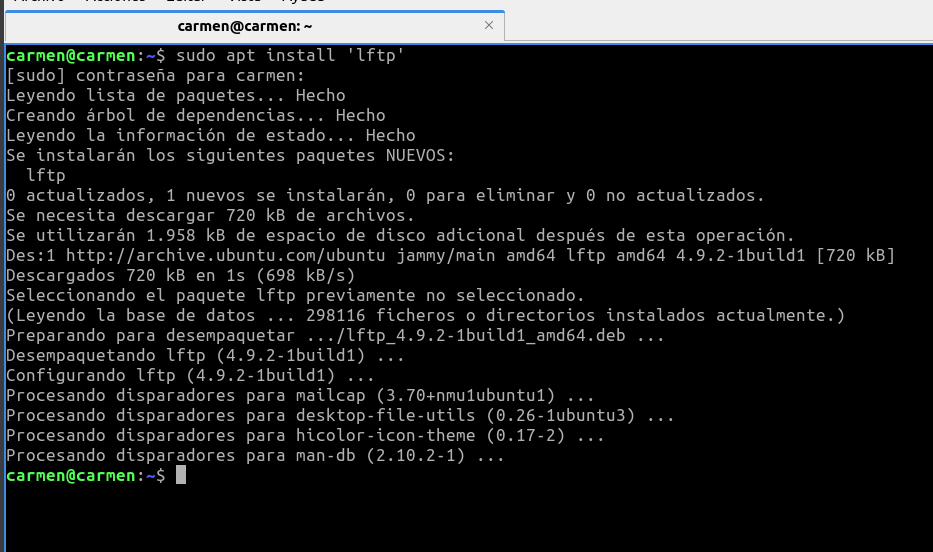 carmen@carmen: ~
carmen@carmen:~$ sudo apt install 'lftp'
[sudo] contraseña para carmen:
Leyendo lista de paquetes... Hecho
Creando árbol de dependencias... Hecho
Leyendo la información de estado... Hecho
Se instalarán los siguientes paquetes NUEVOS:
  lftp
0 actualizados, 1 nuevos se instalarán, 0 para eliminar y 0 no actualizados.
Se necesita descargar 720 kB de archivos.
Se utilizarán 1.958 kB de espacio de disco adicional después de esta operación.
Des:1 http://archive.ubuntu.com/ubuntu jammy/main amd64 lftp amd64 4.9.2-1build1 [720 kB]
Descargados 720 kB en 1s (698 kB/s)
Seleccionando el paquete lftp previamente no seleccionado.
(Leyendo la base de datos ... 298116 ficheros o directorios instalados actualmente.)
Preparando para desempaquetar .../lftp_4.9.2-1build1_amd64.deb ...
Desempaquetando lftp (4.9.2-1build1) ...
Configurando lftp (4.9.2-1build1) ...
Procesando disparadores para mailcap (3.70+nmu1ubuntu1) ...
Procesando disparadores para desktop-file-utils (0.26-1ubuntu3) ...
Procesando disparadores para hicolor-icon-theme (0.17-2) ...
Procesando disparadores para man-db (2.10.2-1) ...
carmen@carmen:~$